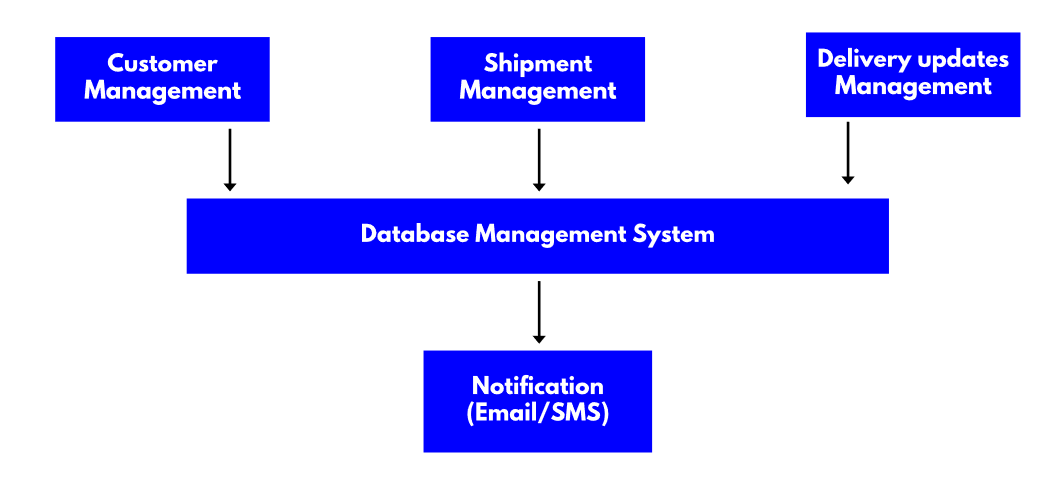 Customer
Management
Shipment
Management
Delivery updates
Management
Database Management System
Notification
(Email/SMS)